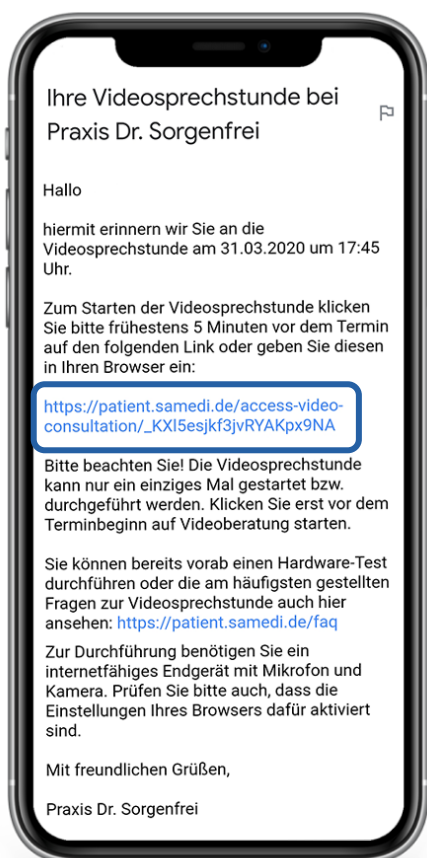 Ihre Videosprechstunde bei
Praxis Dr. Sorgenfrei
Hallo
hiermit erinnern wir Sie an die
Videosprechstunde am 31.03.2020 um 17:45
Uhr.
Zum Starten der Videosprechstunde klicken
Sie bitte frühestens 5 Minuten vor dem Termin
auf den folgenden Link oder geben Sie diesen
in Ihren Browser ein:
https://patient.samedi.de/access-video-
consultation/_KXI5esjkf3jvRYAKpx9NA
Bitte beachten Sie! Die Videosprechstunde
kann nur ein einziges Mal gestartet bzw.
durchgeführt werden. Klicken Sie erst vor dem
Terminbeginn auf Videoberatung starten.
Sie können bereits vorab einen Hardware-Test
durchführen oder die am häufigsten gestellten
Fragen zur Videosprechstunde auch hier
ansehen: https://patient.samedi.de/faq
Zur Durchführung benötigen Sie ein
internetfähiges Endgerät mit Mikrofon und
Kamera. Prüfen Sie bitte auch, dass die
Einstellungen Ihres Browsers dafür aktiviert
sind.
Mit freundlichen Grüßen,
Praxis Dr. Sorgenfrei